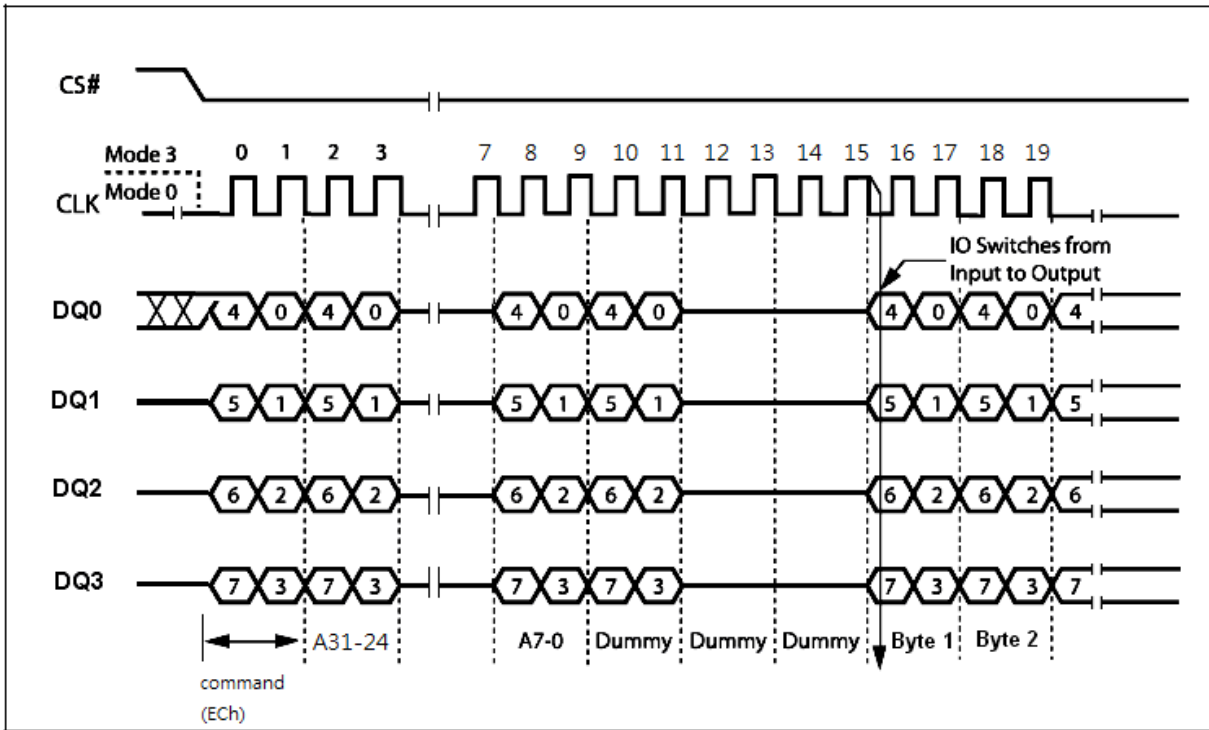 CS#
Mode 3
0 1 2 3 7 8 9 10 11 12 13 14 15 16 17 18 19
Mode 0
CLK
IO Switches from
Input to Output
DQ0 4 0 4 0 4 0 4 0 4 0 4 0 4
DQ1 5 1 5 1 5 1 5 1 5 1 5 1 5
DQ2 6 2 6 2 6 2 6 2 6 2 6 2 6
DQ3 7 3 7 3 7 3 7 3 7 3 7 3 7
A31-24 A7-0 Dummy Dummy Dummy Byte 1 Byte 2
command
(ECh)